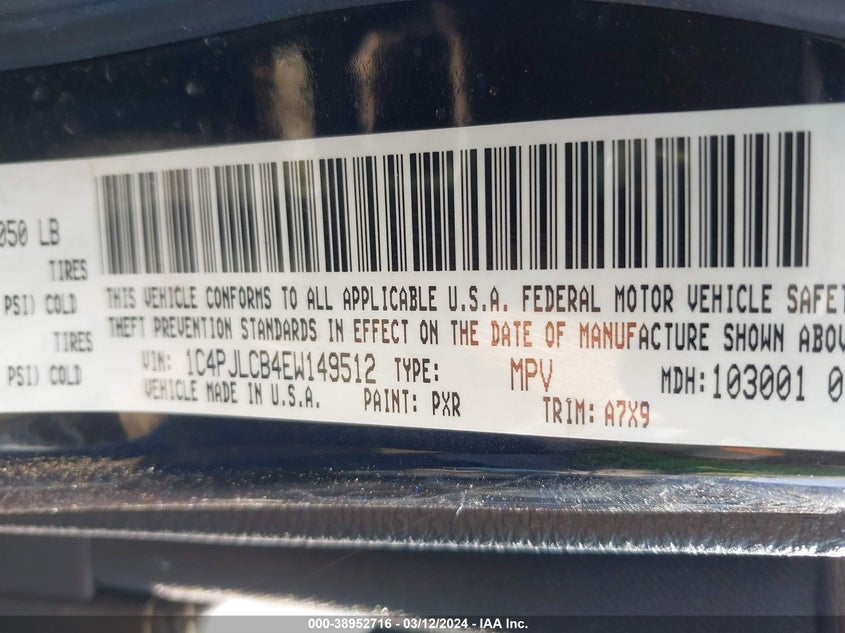 050 LB
TIRES
PSI) COLD
TIRES
PSI) COLD
THIS VEHICLE CONFORMS TO ALL APPLICABLE U.S.A. FEDERAL MOTOR VEHICLE SAFET
THEFT PREVENTION STANDARDS IN EFFECT ON THE DATE OF MANUFACTURE SHOWN ABOV
VIN: 1C4PJLCB4EW149512 TYPE: MPV MDH: 103001 0
VEHICLE MADE IN U.S.A. PAINT: PXR TRIM: A7X9
000-38952716 - 03/12/2024 - IAA Inc.